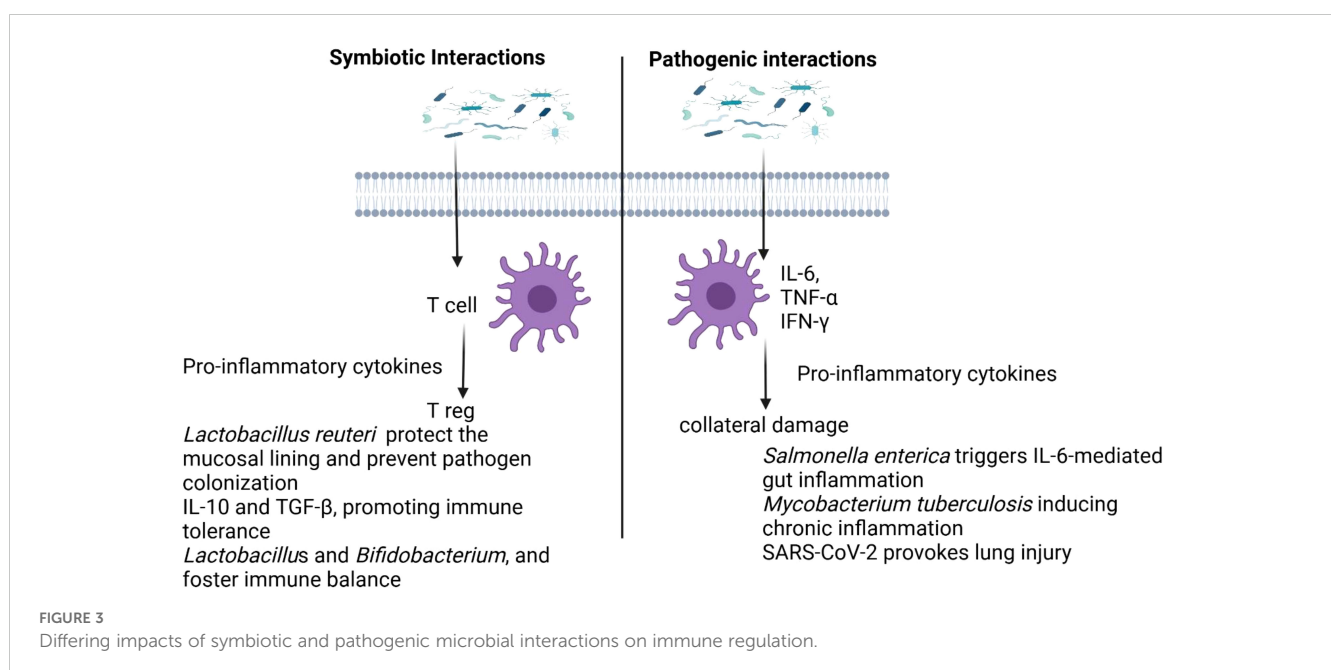 Symbiotic Interactions
T cell
Pro-inflammatory cytokines
T reg
Lactobacillus reuteri protect the
mucosal lining and prevent pathogen
colonization
IL-10 and TGF-β, promoting immune
tolerance
Lactobacillus and Bifidobacterium, and
foster immune balance
Pathogenic interactions
IL-6,
TNF-α
IFN-γ
Pro-inflammatory cytokines
collateral damage
Salmonella enterica triggers IL-6-mediated
gut inflammation
Mycobacterium tuberculosis inducing
chronic inflammation
SARS-CoV-2 provokes lung injury
FIGURE 3
Differing impacts of symbiotic and pathogenic microbial interactions on immune regulation.